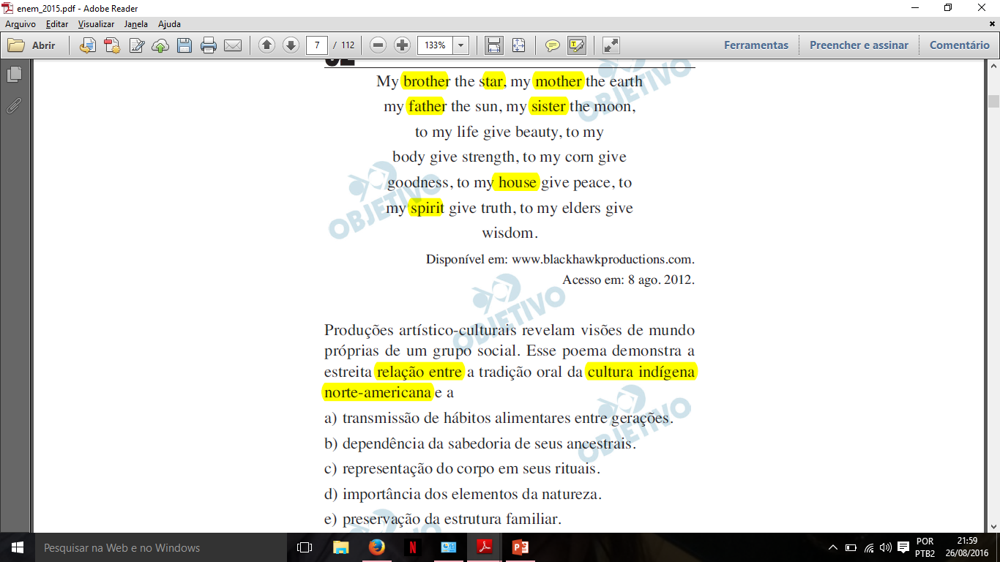 enem_2015.pdf - Adobe Reader
Arquivo Editar Visualizar Janela Ajuda
Abrir 7 / 112 133% Ferramentas Preencher e assinar Comentário
My brother the star, my mother the earth
my father the sun, my sister the moon,
to my life give beauty, to my
body give strength, to my corn give
goodness, to my house give peace, to
my spirit give truth, to my elders give
wisdom.
Disponível em: www.blackhawkproductions.com.
Acesso em: 8 ago. 2012.
Produções artístico-culturais revelam visões de mundo
próprias de um grupo social. Esse poema demonstra a
estreita relação entre a tradição oral da cultura indígena
norte-americana e a
a) transmissão de hábitos alimentares entre gerações.
b) dependência da sabedoria de seus ancestrais.
c) representação do corpo em seus rituais.
d) importância dos elementos da natureza.
e) preservação da estrutura familiar.
OBJETIVO
OBJETIVO
OBJETIVO
OBJETIVO
Pesquisar na Web e no Windows
POR 21:59
PTB2 26/08/2016